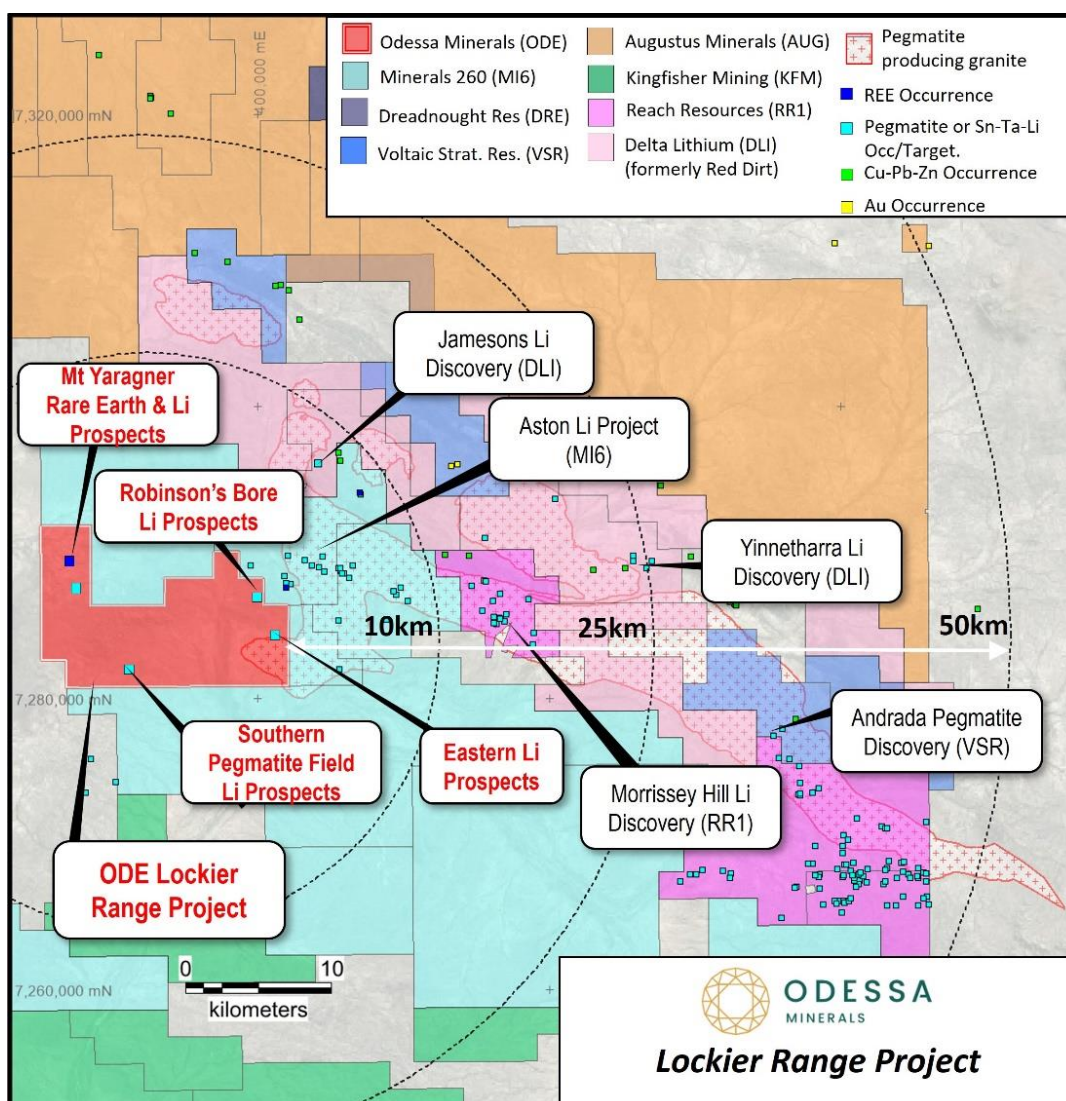 Odessa Minerals (ODE)
Minerals 260 (MI6)
Dreadnought Res (DRE)
Voltaic Strat. Res. (VSR)
Augustus Minerals (AUG)
Kingfisher Mining (KFM)
Reach Resources (RR1)
Delta Lithium (DLI)
(formerly Red Dirt)
Pegmatite
producing granite
REE Occurrence
Pegmatite or Sn-Ta-Li
Occ/Target.
Cu-Pb-Zn Occurrence
Au Occurrence
400,000 mE
7,320,000 mN
Jamesons Li
Discovery (DLI)
Mt Yaragner
Rare Earth & Li
Prospects
Aston Li Project
(MI6)
Robinson's Bore
Li Prospects
Yinnetharra Li
Discovery (DLI)
10km
25km
50km
7,280,000 mN
Southern
Pegmatite Field
Li Prospects
Eastern Li
Prospects
Andrada Pegmatite
Discovery (VSR)
Morrissey Hill Li
Discovery (RR1)
ODE Lockier
Range Project
0 10
kilometers
7,260,000 mN
ODESSA
MINERALS
Lockier Range Project